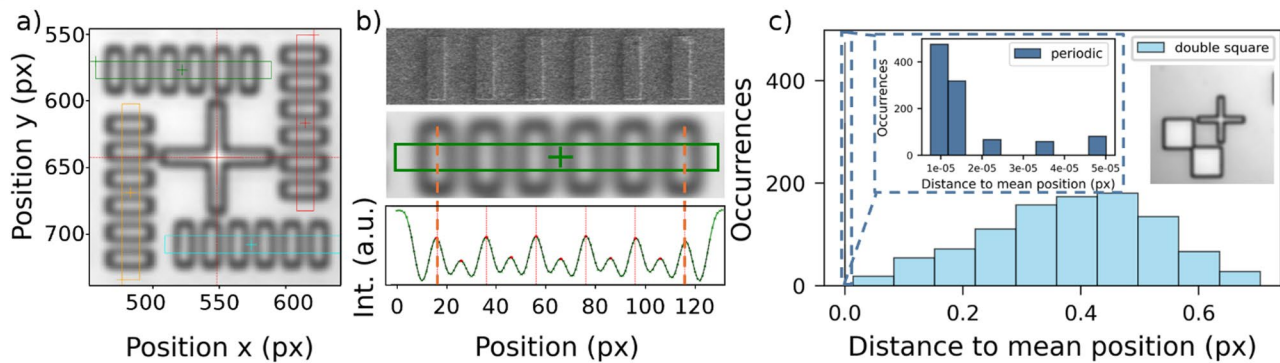 a)
Position y (px)
550
600
650
700
500
550
600
Position x (px)
b)
Int. (a.u.)
0
20
40
60
80
100
120
Position (px)
c)
Occurrences
400
200
0
0.0
0.2
0.4
0.6
Distance to mean position (px)
double square
periodic
Occurrences
400
200
0
1e-05
2e-05
3e-05
4e-05
5e-05
Distance to mean position (px)